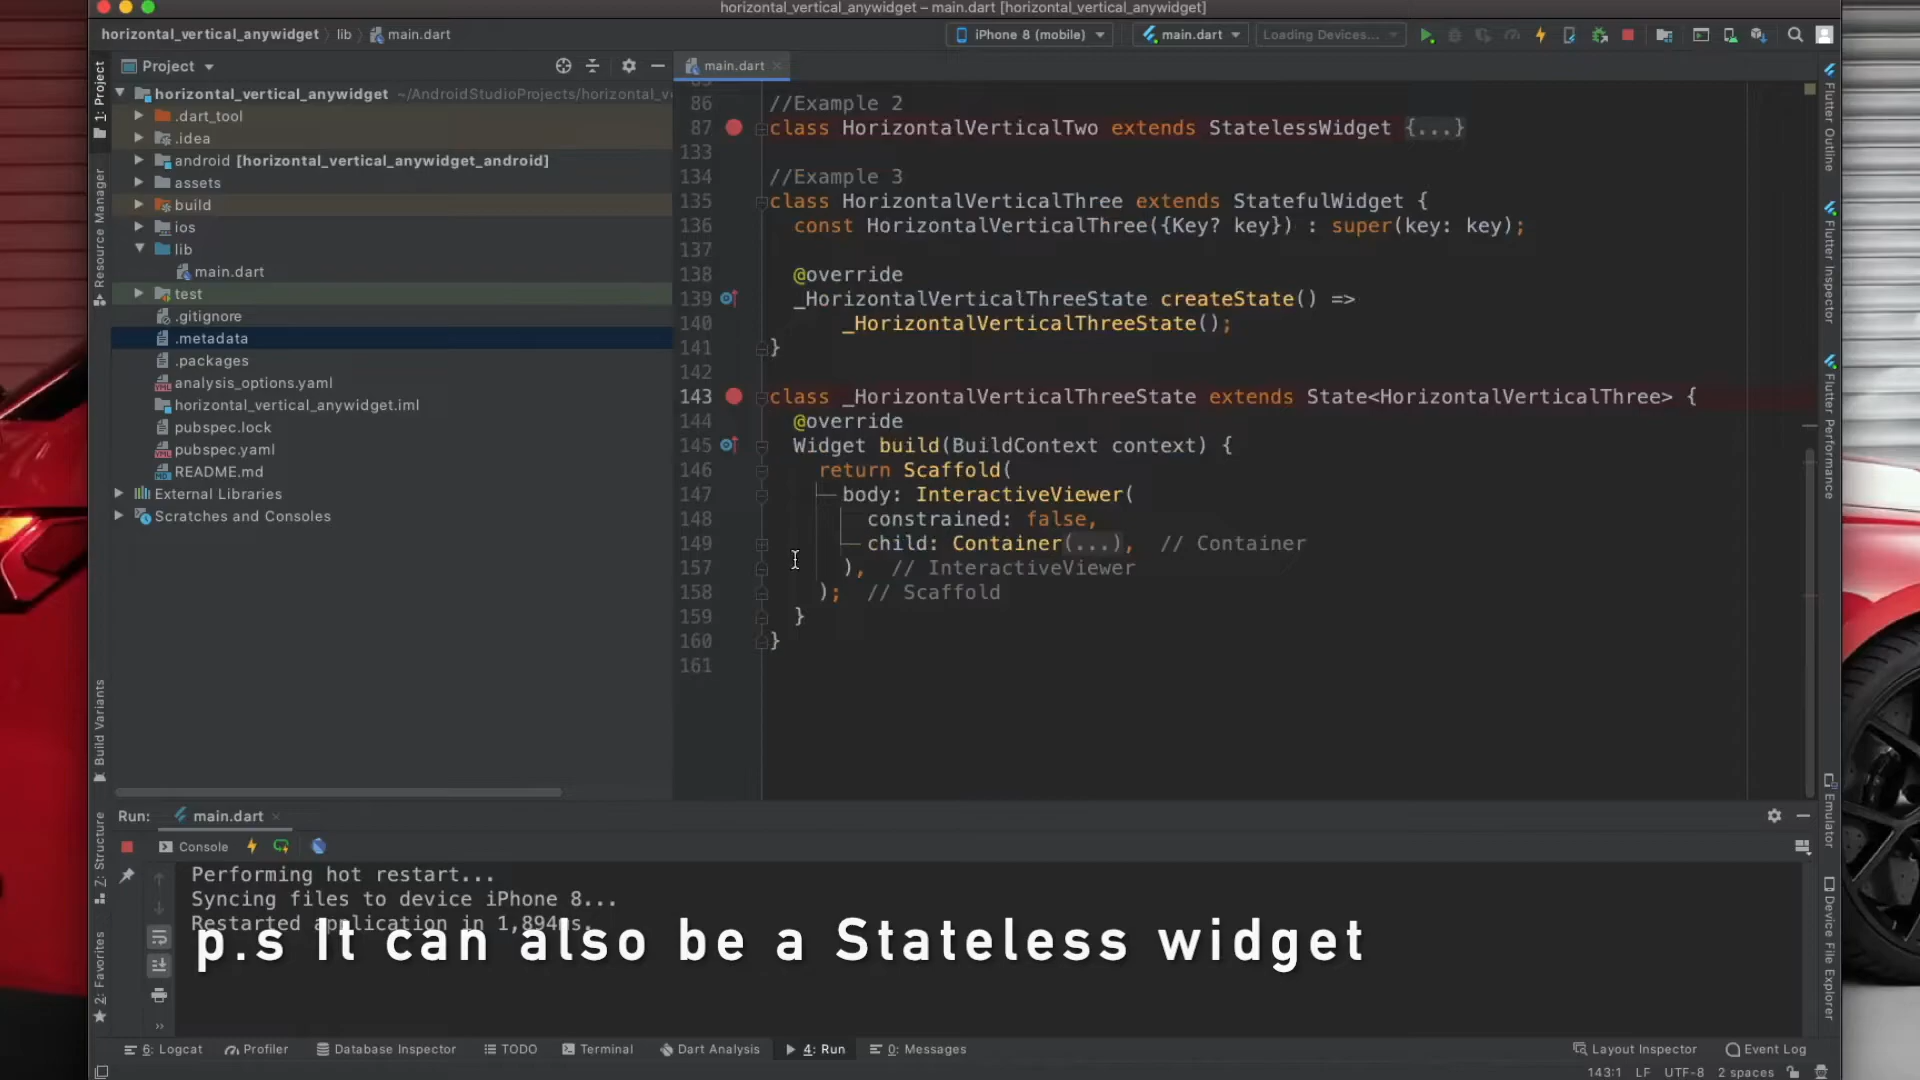 horizontal_vertical_anywidget – main.dart [horizontal_vertical_anywidget]
horizontal_vertical_anywidget lib main.dart
iPhone 8 (mobile) main.dart Loading Devices...
1: Project
Resource Manager
Build Variants
Z: Structure
2: Favorites
Project
horizontal_vertical_anywidget ~/AndroidStudioProjects/horizontal_v
.dart_tool
.idea
android [horizontal_vertical_anywidget_android]
assets
build
ios
lib
main.dart
test
.gitignore
.metadata
.packages
analysis_options.yaml
horizontal_vertical_anywidget.iml
pubspec.lock
pubspec.yaml
README.md
External Libraries
Scratches and Consoles
main.dart
86 //Example 2
87 class HorizontalVerticalTwo extends StatelessWidget {...}
133
134 //Example 3
135 class HorizontalVerticalThree extends StatefulWidget {
136 const HorizontalVerticalThree({Key? key}) : super(key: key);
137
138 @override
139 _HorizontalVerticalThreeState createState() =>
140 _HorizontalVerticalThreeState();
141 }
142
143 class _HorizontalVerticalThreeState extends State<HorizontalVerticalThree> {
144 @override
145 Widget build(BuildContext context) {
146 return Scaffold(
147 body: InteractiveViewer(
148 constrained: false,
149 child: Container(...), // Container
157 ), // InteractiveViewer
158 ); // Scaffold
159 }
160 }
161
Flutter Outline
Flutter Inspector
Flutter Performance
Emulator
Device File Explorer
Run: main.dart
Console
Performing hot restart...
Syncing files to device iPhone 8...
Restarted application in 1,894ms.
p.s It can also be a Stateless widget
6: Logcat Profiler Database Inspector TODO Terminal Dart Analysis 4: Run 0: Messages Layout Inspector Event Log
143:1 LF UTF-8 2 spaces